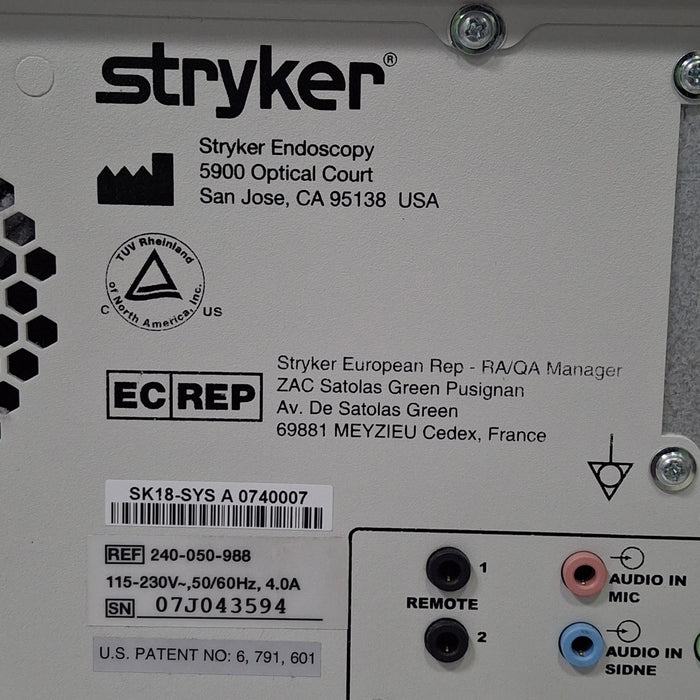 stryker®
Stryker Endoscopy
5900 Optical Court
San Jose, CA 95138 USA
TUV Rheinland
of North America, Inc.
C US
EC REP
Stryker European Rep - RA/QA Manager
ZAC Satolas Green Pusignan
Av. De Satolas Green
69881 MEYZIEU Cedex, France
SK18-SYS A 0740007
REF 240-050-988
115-230V~,50/60Hz, 4.0A
SN 07J043594
U.S. PATENT NO: 6, 791, 601
REMOTE
1
2
AUDIO IN
MIC
AUDIO IN
SIDNE